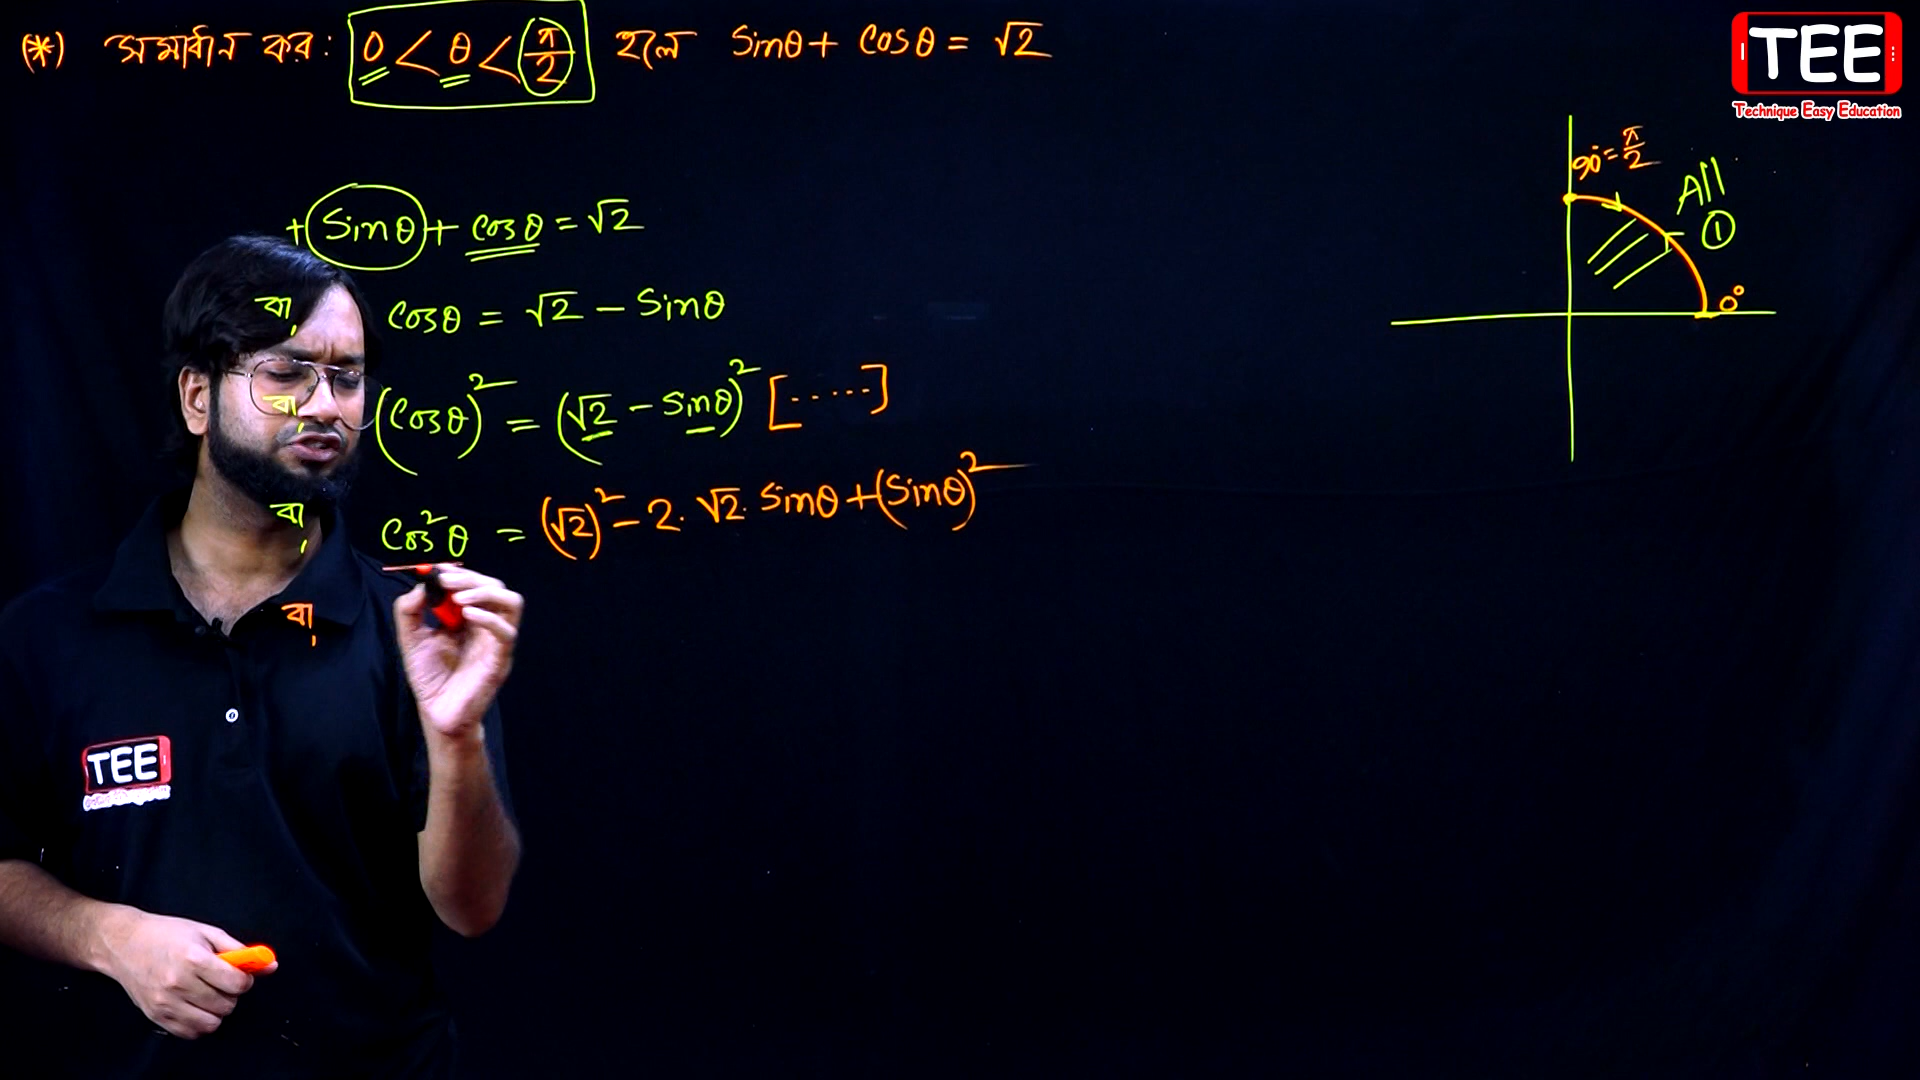 (*) সমাধান কর: 0 < θ < π/2 হলে Sinθ + Cosθ = √2
TEE
Technique Easy Education
90° = π/2
All
①
0°
+ Sinθ + Cosθ = √2
বা, Cosθ = √2 - Sinθ
বা, (Cosθ)² = (√2 - Sinθ)² [.....]
বা, Cos²θ = (√2)² - 2. √2. Sinθ + (Sinθ)²
বা,
TEE